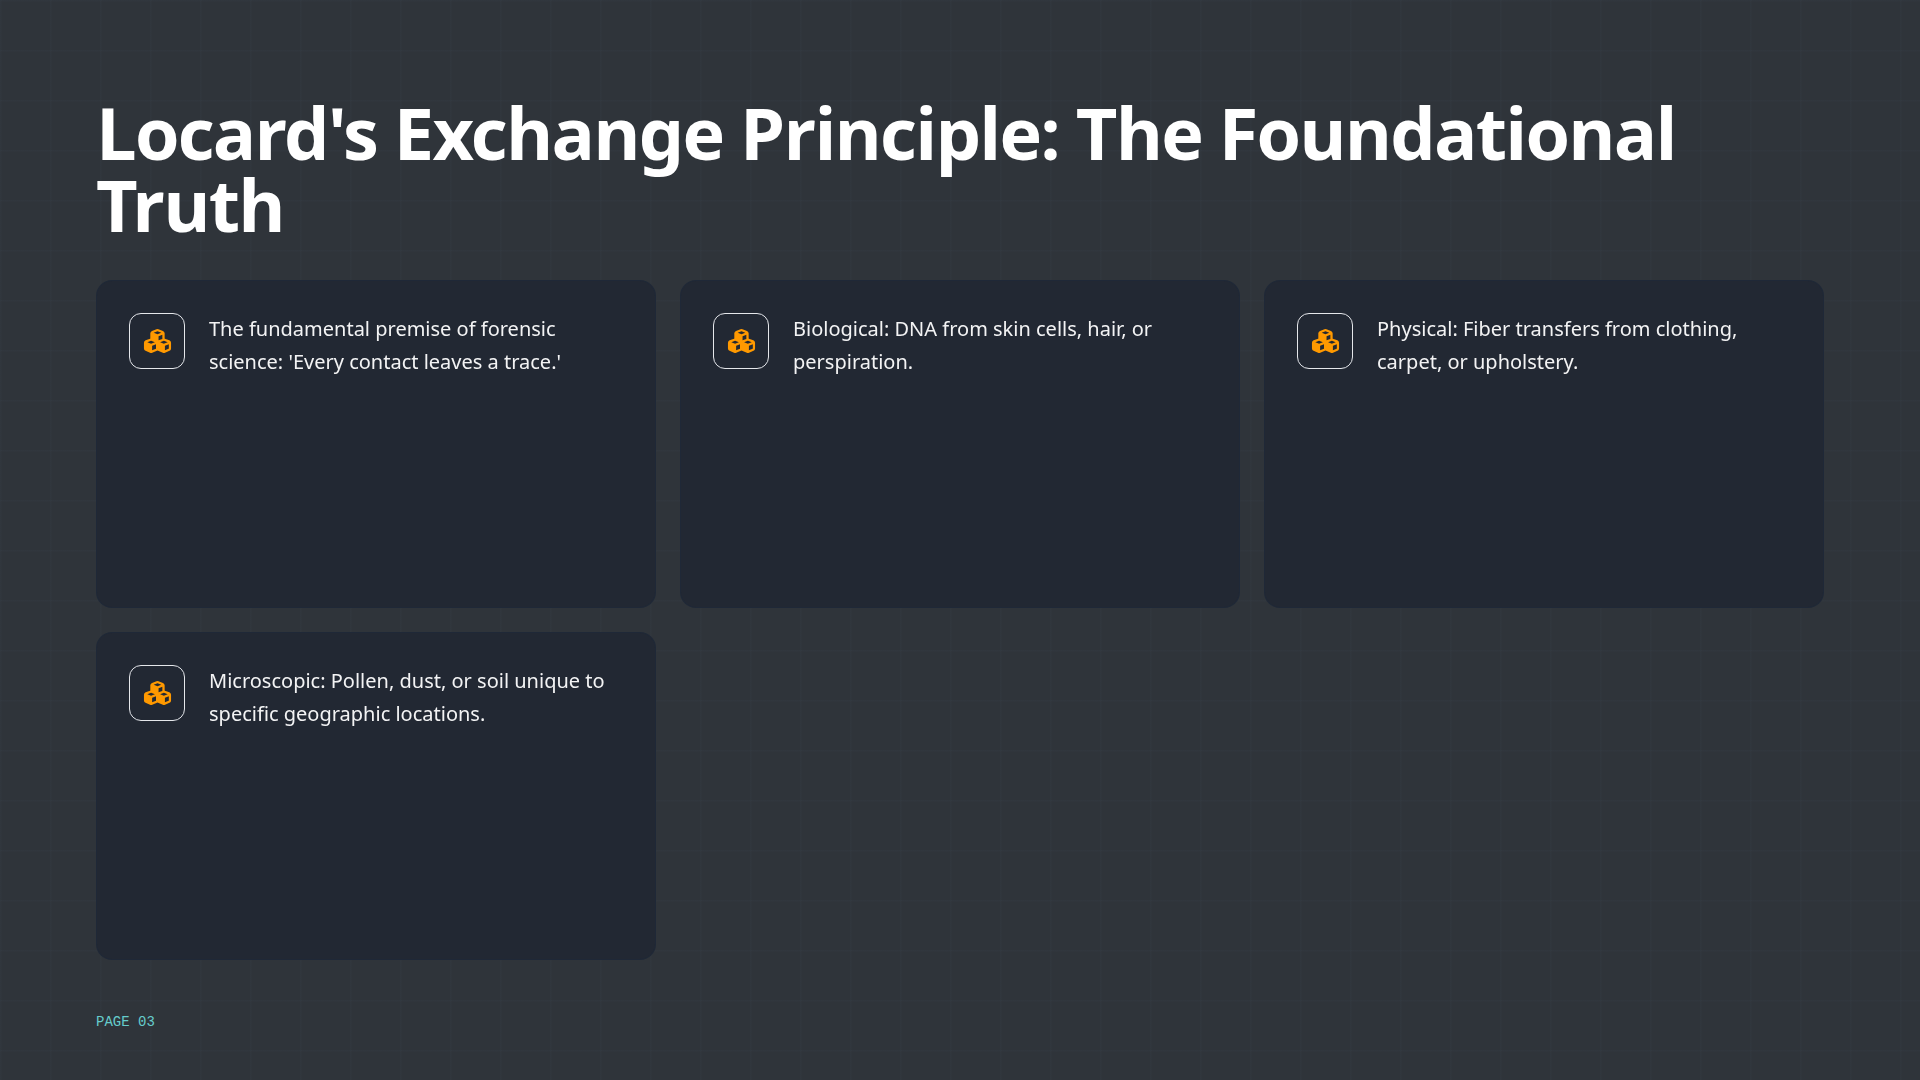 Locard's Exchange Principle: The Foundational
Truth
The fundamental premise of forensic
science: 'Every contact leaves a trace.'
Biological: DNA from skin cells, hair, or
perspiration.
Physical: Fiber transfers from clothing,
carpet, or upholstery.
Microscopic: Pollen, dust, or soil unique to
specific geographic locations.
PAGE 03